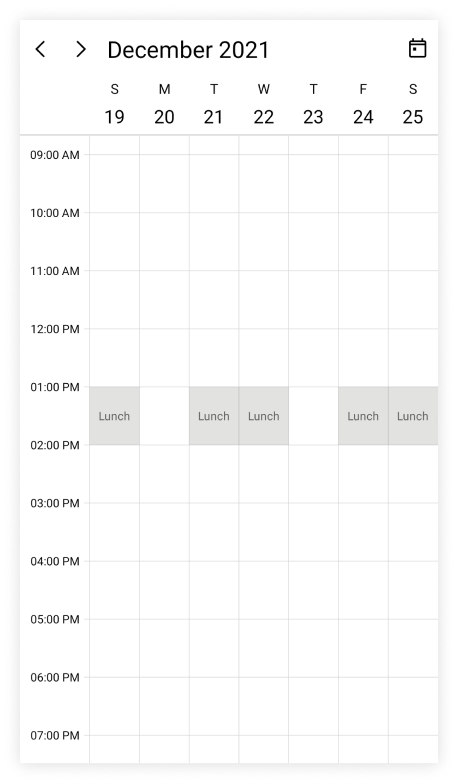 December 2021
S M T W T F S
19 20 21 22 23 24 25
09:00 AM
10:00 AM
11:00 AM
12:00 PM
01:00 PM
Lunch Lunch Lunch Lunch Lunch
02:00 PM
03:00 PM
04:00 PM
05:00 PM
06:00 PM
07:00 PM